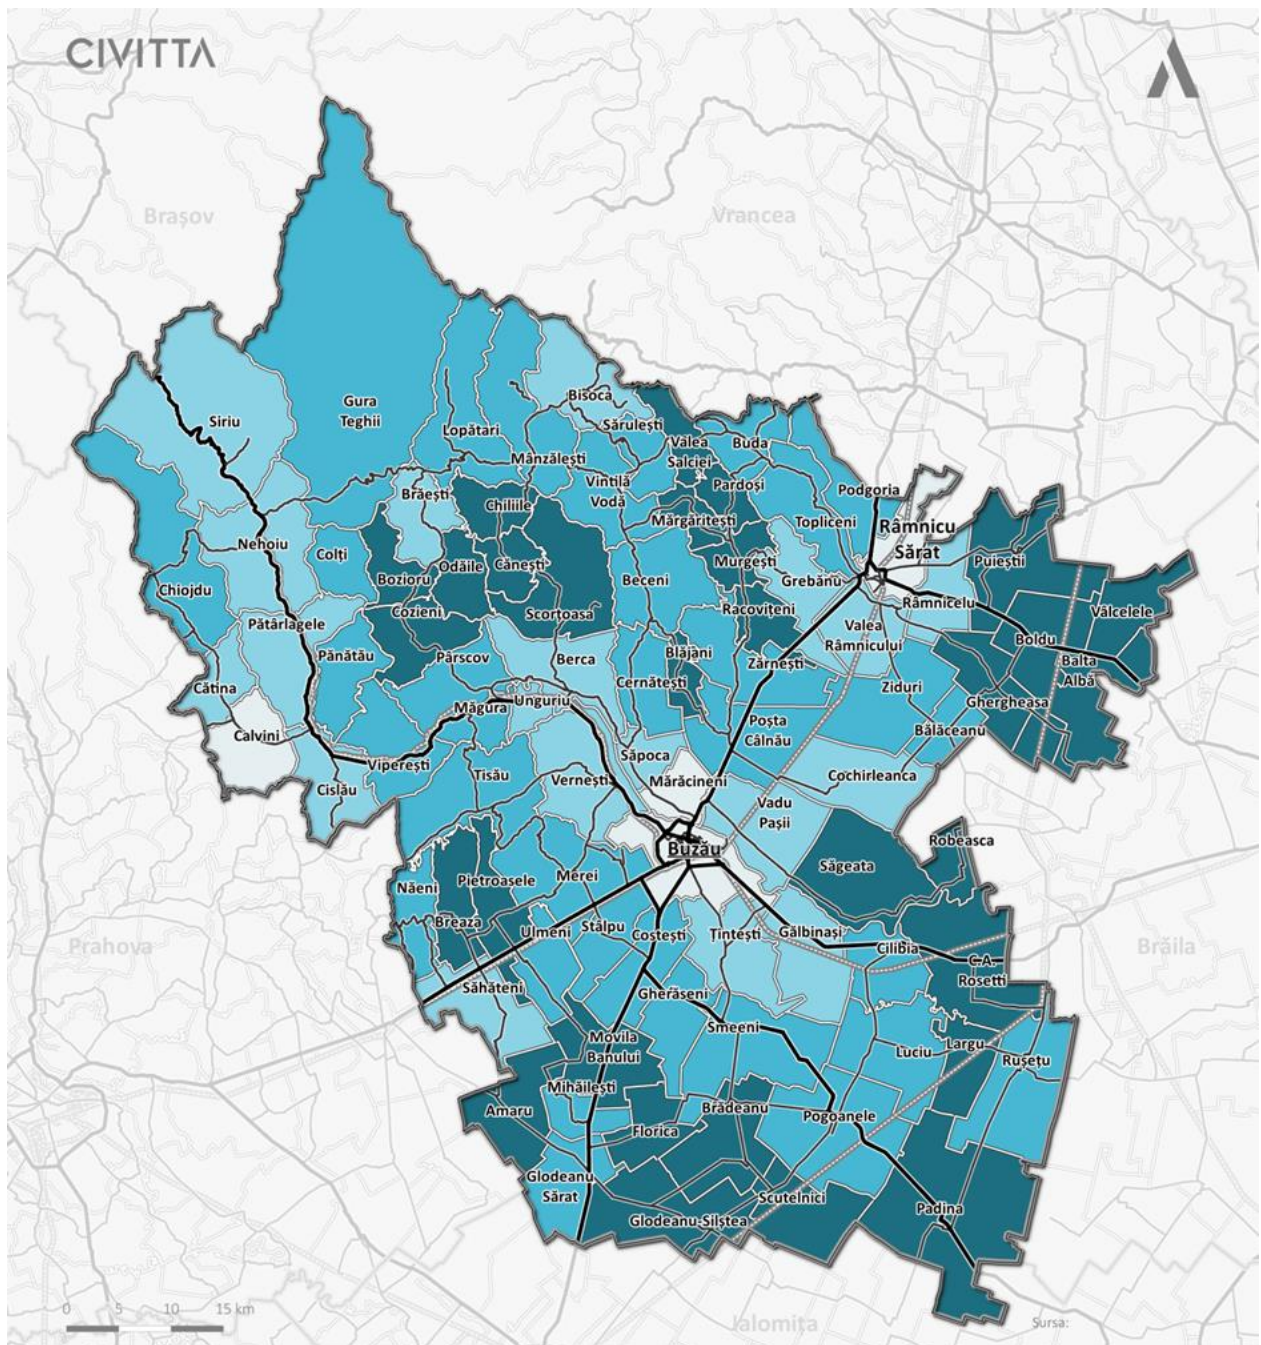 CIVITTA
Brașov
Vrancea
Siriu
Gura
Teghii
Bisoca
Lopătari
Sărulești
Mânzălești
Valea
Salciei
Buda
Vintilă
Vodă
Pardoși
Podgoria
Brăești
Chiliile
Mărgăritești
Topliceni
Râmnicu
Sărat
Nehoiu
Colți
Odăile
Cănești
Murgești
Puieștii
Bozioru
Beceni
Grebănu
Chiojdu
Cozieni
Scorțoasa
Racovițeni
Râmnicelu
Vâlcelele
Pătârlagele
Valea
Râmnicului
Boldu
Pănătău
Pârscov
Berca
Blăjani
Zărnești
Balta
Albă
Cătina
Cernătești
Ziduri
Ghergheasa
Măgura
Unguriu
Poșta
Câlnău
Bălăceanu
Calvini
Săpoca
Viperești
Tisău
Vernești
Mărăcineni
Cochirleanca
Cislău
Vadu
Pașii
Buzău
Robeasca
Săgeata
Năeni
Pietroasele
Merei
Breaza
Ulmeni
Stâlpu
Costești
Țintești
Gălbinași
Cilibia
Prahova
Brăila
C.A.
Rosetti
Săhăteni
Gherăseni
Smeeni
Movila
Banului
Luciu
Largu
Rușețu
Mihăilești
Amaru
Brădeanu
Pogoanele
Florica
Glodeanu
Sărat
Scutelnici
Padina
Glodeanu-Siliștea
0 5 10 15 km
Ialomița
Sursa: